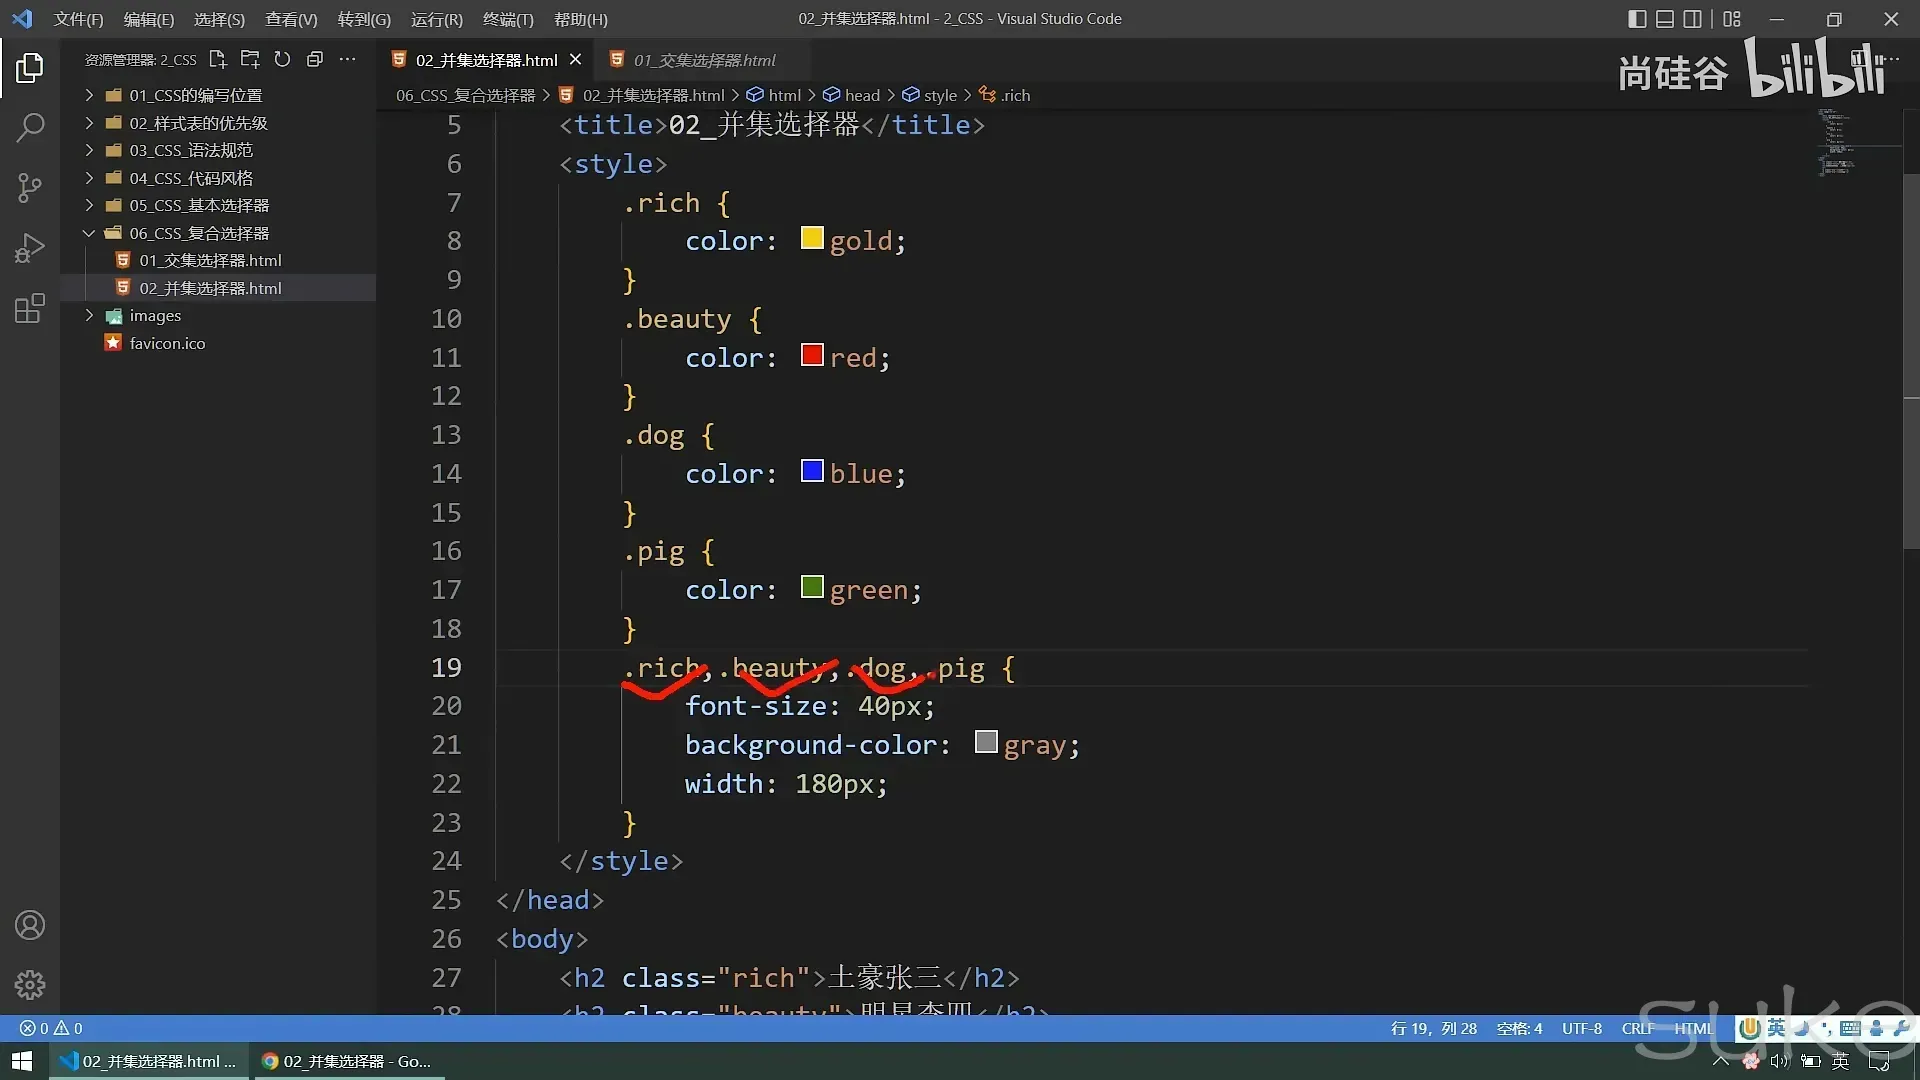 文件(F) 编辑(E) 选择(S) 查看(V) 转到(G) 运行(R) 终端(T) 帮助(H) 02_并集选择器.html - 2_CSS - Visual Studio Code
资源管理器: 2_CSS
02_并集选择器.html 01_交集选择器.html
尚硅谷 bilibili
06_CSS_复合选择器 > 02_并集选择器.html > html > head > style > .rich
01_CSS的编写位置
02_样式表的优先级
03_CSS_语法规范
04_CSS_代码风格
05_CSS_基本选择器
06_CSS_复合选择器
01_交集选择器.html
02_并集选择器.html
images
favicon.ico
5 <title>02_并集选择器</title>
6 <style>
7 .rich {
8 color: gold;
9 }
10 .beauty {
11 color: red;
12 }
13 .dog {
14 color: blue;
15 }
16 .pig {
17 color: green;
18 }
19 .rich,.beauty,.dog,.pig {
20 font-size: 40px;
21 background-color: gray;
22 width: 180px;
23 }
24 </style>
25 </head>
26 <body>
27 <h2 class="rich">土豪张三</h2>
28 <h2 class="beauty">明星李四</h2>
0 0 行 19, 列 28 空格: 4 UTF-8 CRLF HTML 英
suke
02_并集选择器.html ... 02_并集选择器 - Go... 英